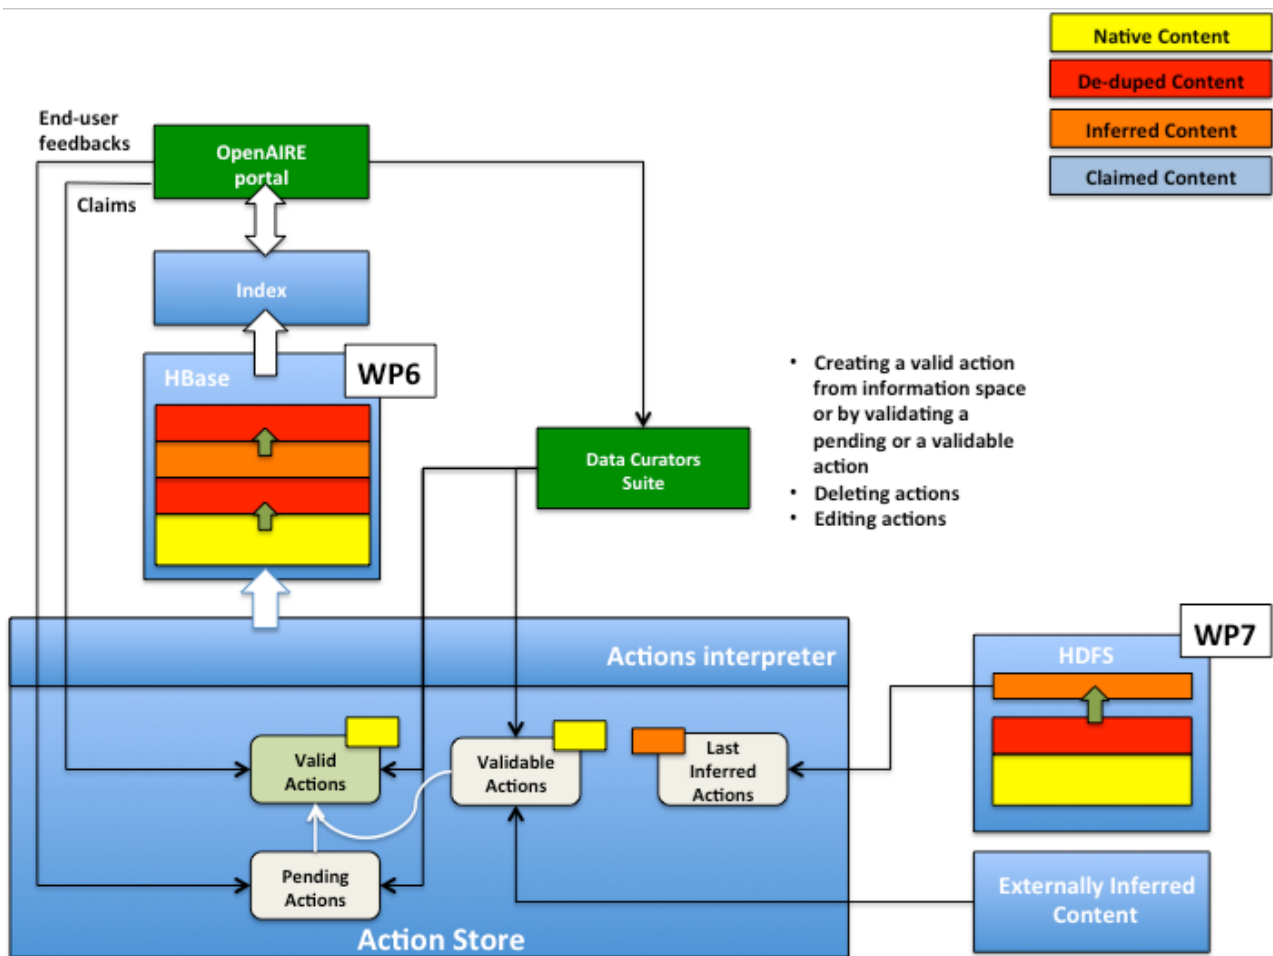 Native Content
De-duped Content
Inferred Content
Claimed Content
End-user
feedbacks
OpenAIRE
portal
Claims
Index
HBase
WP6
• Creating a valid action
from information space
or by validating a
pending or a validable
action
• Deleting actions
• Editing actions
Data Curators
Suite
Actions interpreter
WP7
HDFS
Valid
Actions
Validable
Actions
Last
Inferred
Actions
Pending
Actions
Externally Inferred
Content
Action Store